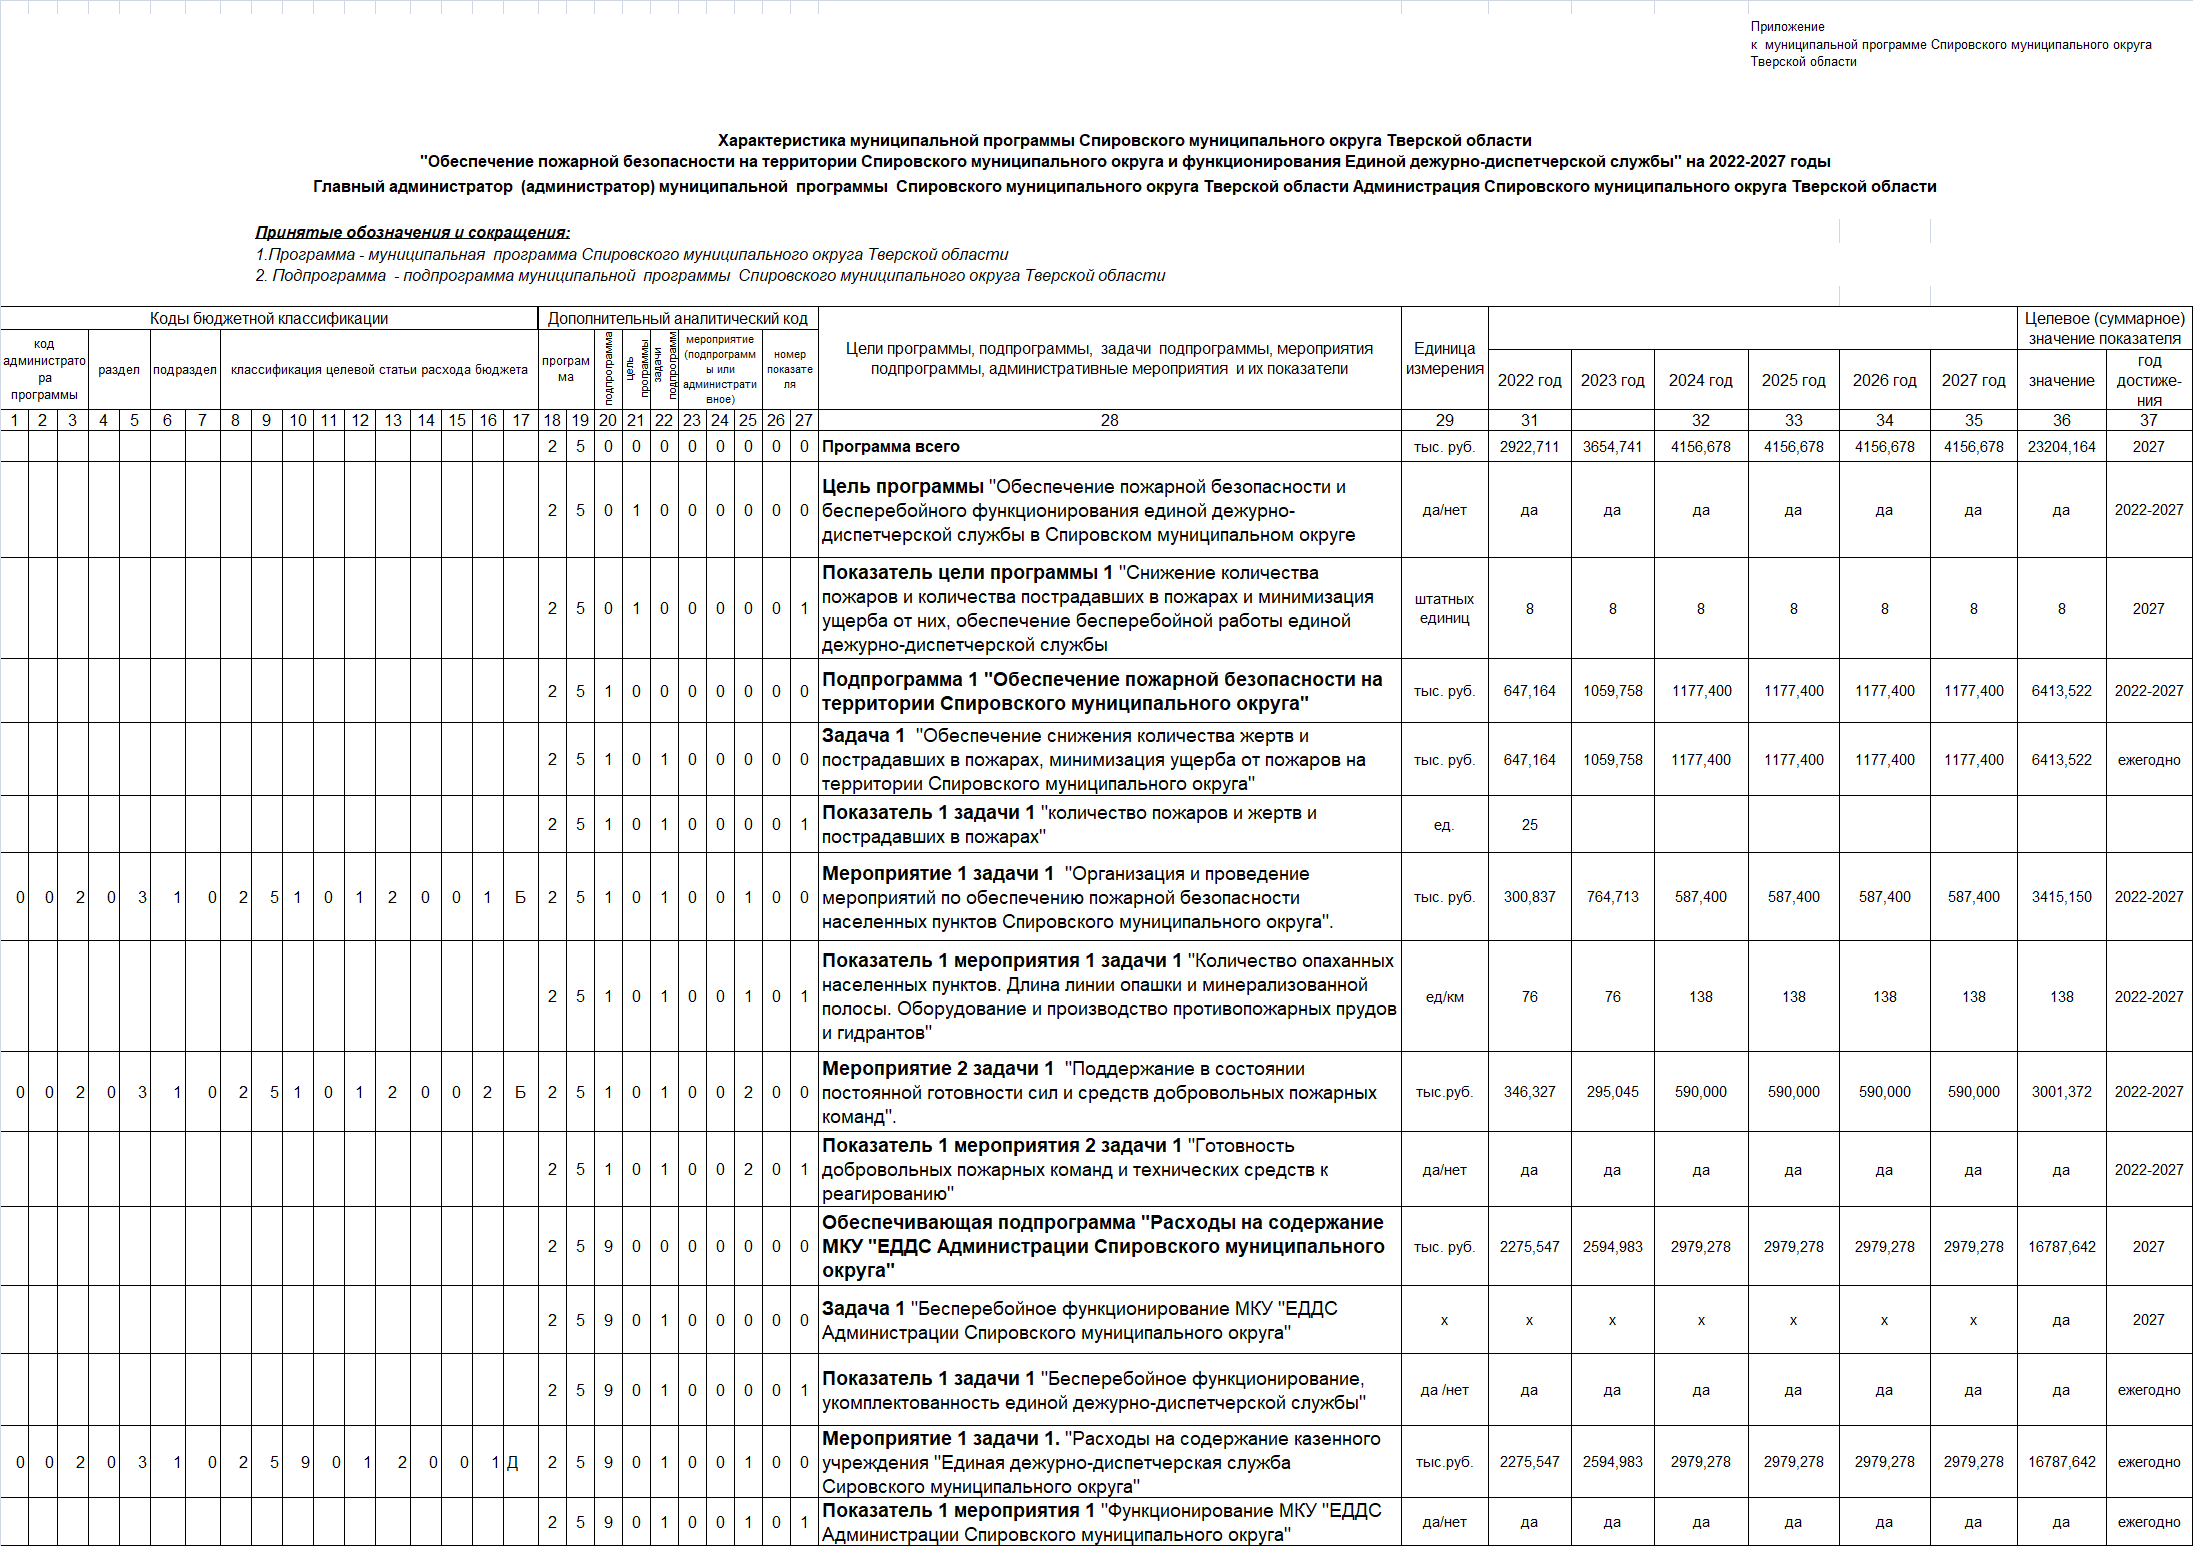 Приложение
к  муниципальной программе Спировского муниципального округа
Тверской области
Характеристика муниципальной программы Спировского муниципального округа Тверской области
"Обеспечение пожарной безопасности на территории Спировского муниципального округа и функционирования Единой дежурно-диспетчерской службы" на 2022-2027 годы
Главный администратор  (администратор) муниципальной  программы  Спировского муниципального округа Тверской области Администрация Спировского муниципального округа Тверской области
Принятые обозначения и сокращения:
1.Программа - муниципальная  программа Спировского муниципального округа Тверской области
2. Подпрограмма  - подпрограмма муниципальной  программы  Спировского муниципального округа Тверской области
Коды бюджетной классификации
Дополнительный аналитический код
Цели программы, подпрограммы,  задачи  подпрограммы, мероприятия
подпрограммы, административные мероприятия  и их показатели
Единица
измерения
Целевое (суммарное)
значение показателя
код
администрато
ра
программы
раздел
подраздел
классификация целевой статьи расхода бюджета
програм
ма
подпрограмма
цель
программы
задачи
подпрограмм
мероприятие
(подпрограмм
ы или
администрати
вное)
номер
показате
ля
2022 год
2023 год
2024 год
2025 год
2026 год
2027 год
значение
год
достиже-
ния
1 2 3 4 5 6 7 8 9 10 11 12 13 14 15 16 17 18 19 20 21 22 23 24 25 26 27 28 29 31 32 33 34 35 36 37
2 5 0 0 0 0 0 0 0 0 Программа всего тыс. руб. 2922,711 3654,741 4156,678 4156,678 4156,678 4156,678 23204,164 2027
Цель программы "Обеспечение пожарной безопасности и
бесперебойного функционирования единой дежурно-
диспетчерской службы в Спировском муниципальном округе
2 5 0 1 0 0 0 0 0 0 да/нет да да да да да да да 2022-2027
Показатель цели программы 1 "Снижение количества
пожаров и количества пострадавших в пожарах и минимизация
ущерба от них, обеспечение бесперебойной работы единой
дежурно-диспетчерской службы
2 5 0 1 0 0 0 0 0 1 штатных
единиц
8 8 8 8 8 8 8 2027
Подпрограмма 1 "Обеспечение пожарной безопасности на
территории Спировского муниципального округа"
2 5 1 0 0 0 0 0 0 0 тыс. руб. 647,164 1059,758 1177,400 1177,400 1177,400 1177,400 6413,522 2022-2027
Задача 1  "Обеспечение снижения количества жертв и
пострадавших в пожарах, минимизация ущерба от пожаров на
территории Спировского муниципального округа"
2 5 1 0 1 0 0 0 0 0 тыс. руб. 647,164 1059,758 1177,400 1177,400 1177,400 1177,400 6413,522 ежегодно
Показатель 1 задачи 1 "количество пожаров и жертв и
пострадавших в пожарах"
2 5 1 0 1 0 0 0 0 1 ед. 25
Мероприятие 1 задачи 1  "Организация и проведение
мероприятий по обеспечению пожарной безопасности
населенных пунктов Спировского муниципального округа".
0 0 2 0 3 1 0 2 5 1 0 1 2 0 0 1 Б 2 5 1 0 1 0 0 1 0 0 тыс. руб. 300,837 764,713 587,400 587,400 587,400 587,400 3415,150 2022-2027
Показатель 1 мероприятия 1 задачи 1 "Количество опаханных
населенных пунктов. Длина линии опашки и минерализованной
полосы. Оборудование и производство противопожарных прудов
и гидрантов"
2 5 1 0 1 0 0 1 0 1 ед/км 76 76 138 138 138 138 138 2022-2027
Мероприятие 2 задачи 1  "Поддержание в состоянии
постоянной готовности сил и средств добровольных пожарных
команд".
0 0 2 0 3 1 0 2 5 1 0 1 2 0 0 2 Б 2 5 1 0 1 0 0 2 0 0 тыс.руб. 346,327 295,045 590,000 590,000 590,000 590,000 3001,372 2022-2027
Показатель 1 мероприятия 2 задачи 1 "Готовность
добровольных пожарных команд и технических средств к
реагированию"
2 5 1 0 1 0 0 2 0 1 да/нет да да да да да да да 2022-2027
Обеспечивающая подпрограмма "Расходы на содержание
МКУ "ЕДДС Администрации Спировского муниципального
округа"
2 5 9 0 0 0 0 0 0 0 тыс. руб. 2275,547 2594,983 2979,278 2979,278 2979,278 2979,278 16787,642 2027
Задача 1 "Бесперебойное функционирование МКУ "ЕДДС
Администрации Спировского муниципального округа"
2 5 9 0 1 0 0 0 0 0 х х х х х х х да 2027
Показатель 1 задачи 1 "Бесперебойное функционирование,
укомплектованность единой дежурно-диспетчерской службы"
2 5 9 0 1 0 0 0 0 1 да /нет да да да да да да да ежегодно
Мероприятие 1 задачи 1. "Расходы на содержание казенного
учреждения "Единая дежурно-диспетчерская служба
Сировского муниципального округа"
0 0 2 0 3 1 0 2 5 9 0 1 2 0 0 1 Д 2 5 9 0 1 0 0 1 0 0 тыс.руб. 2275,547 2594,983 2979,278 2979,278 2979,278 2979,278 16787,642 ежегодно
Показатель 1 мероприятия 1 "Функционирование МКУ "ЕДДС
Администрации Спировского муниципального округа"
2 5 9 0 1 0 0 1 0 1 да/нет да да да да да да да ежегодно